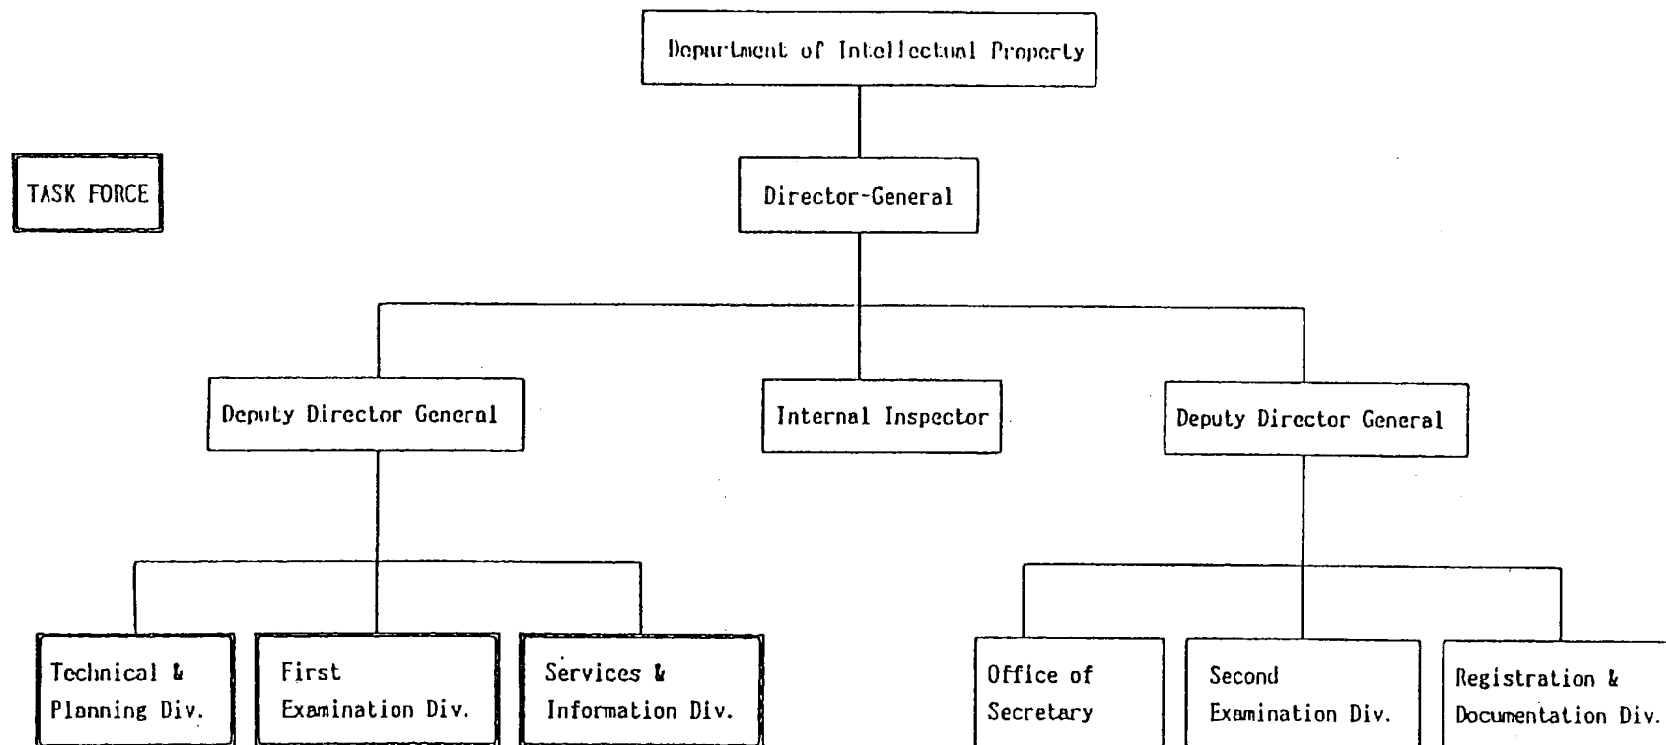 Department of Intellectual Property
TASK FORCE
Director-General
Deputy Director General
Internal Inspector
Deputy Director General
Technical &
Planning Div.
First
Examination Div.
Services &
Information Div.
Office of
Secretary
Second
Examination Div.
Registration &
Documentation Div.